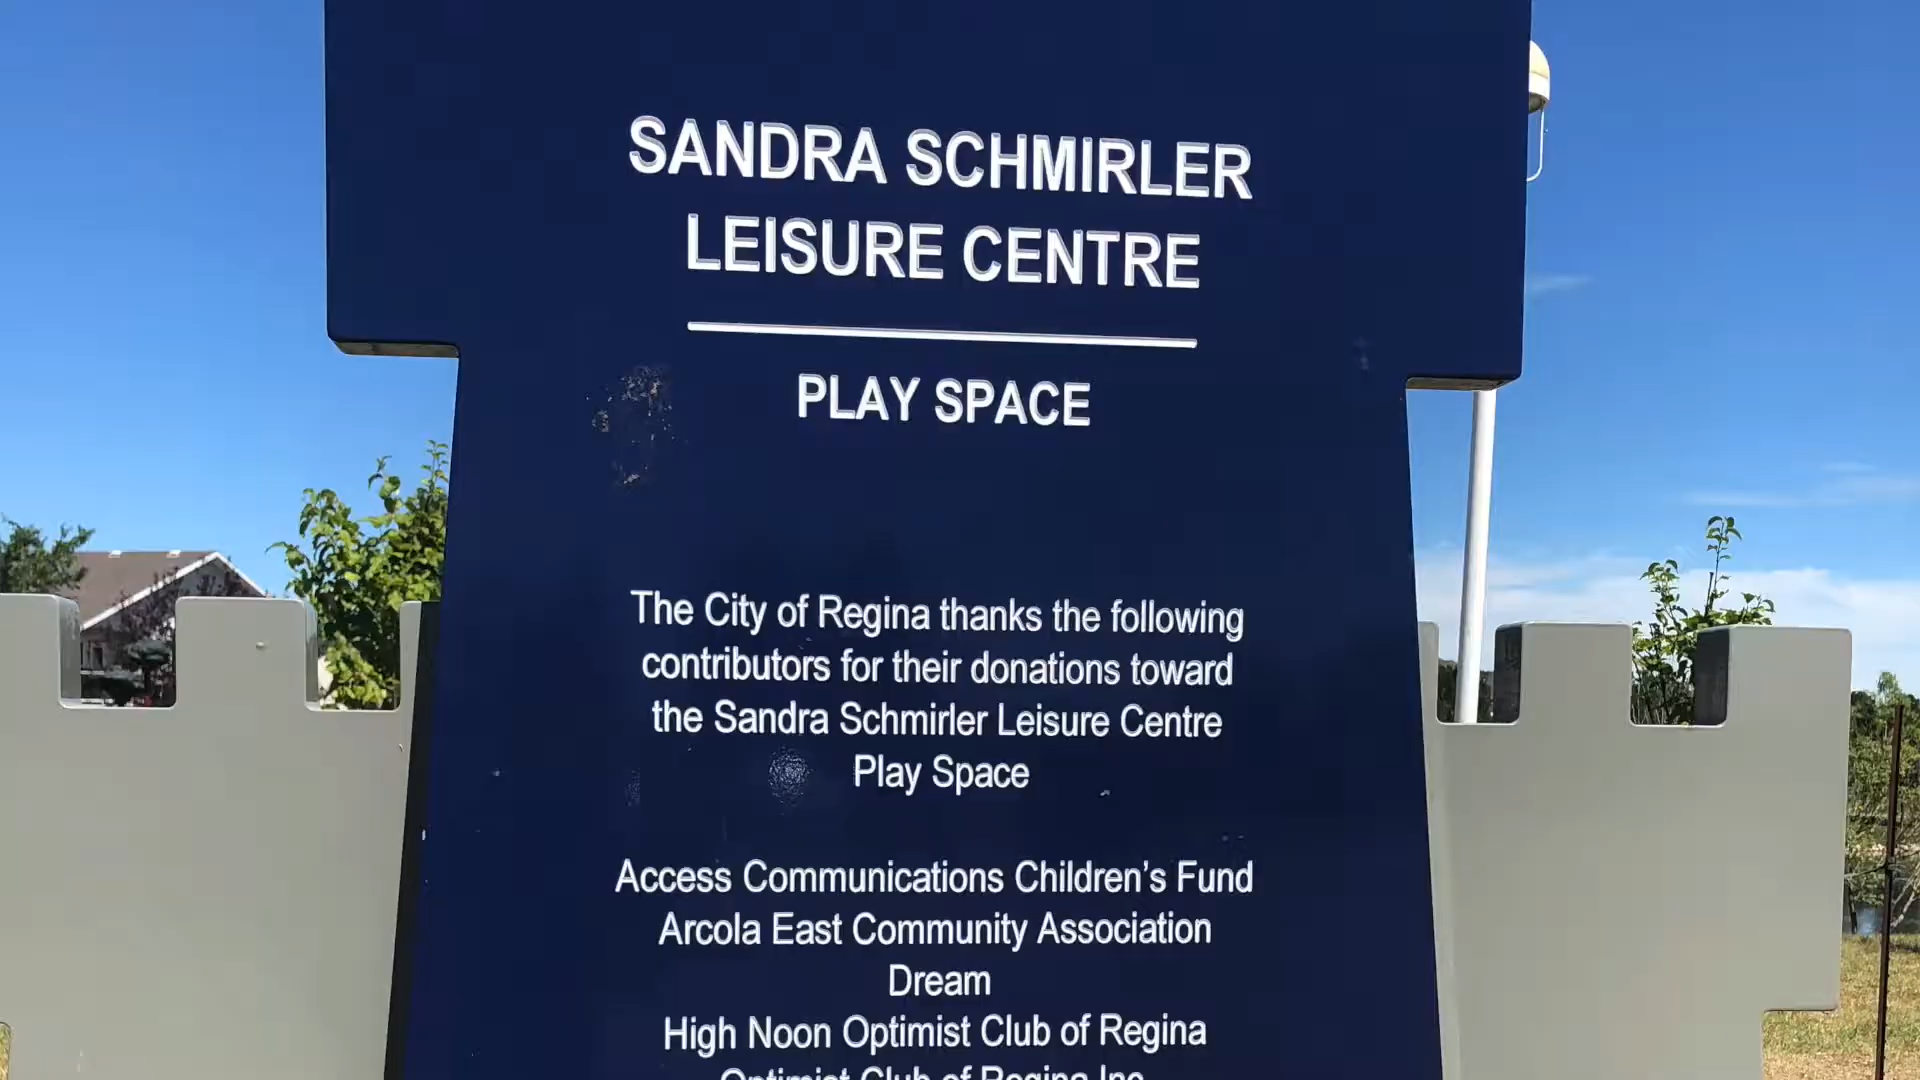 SANDRA SCHMIRLER
LEISURE CENTRE
PLAY SPACE
The City of Regina thanks the following
contributors for their donations toward
the Sandra Schmirler Leisure Centre
Play Space
Access Communications Children's Fund
Arcola East Community Association
Dream
High Noon Optimist Club of Regina
Optimist Club of Regina Inc